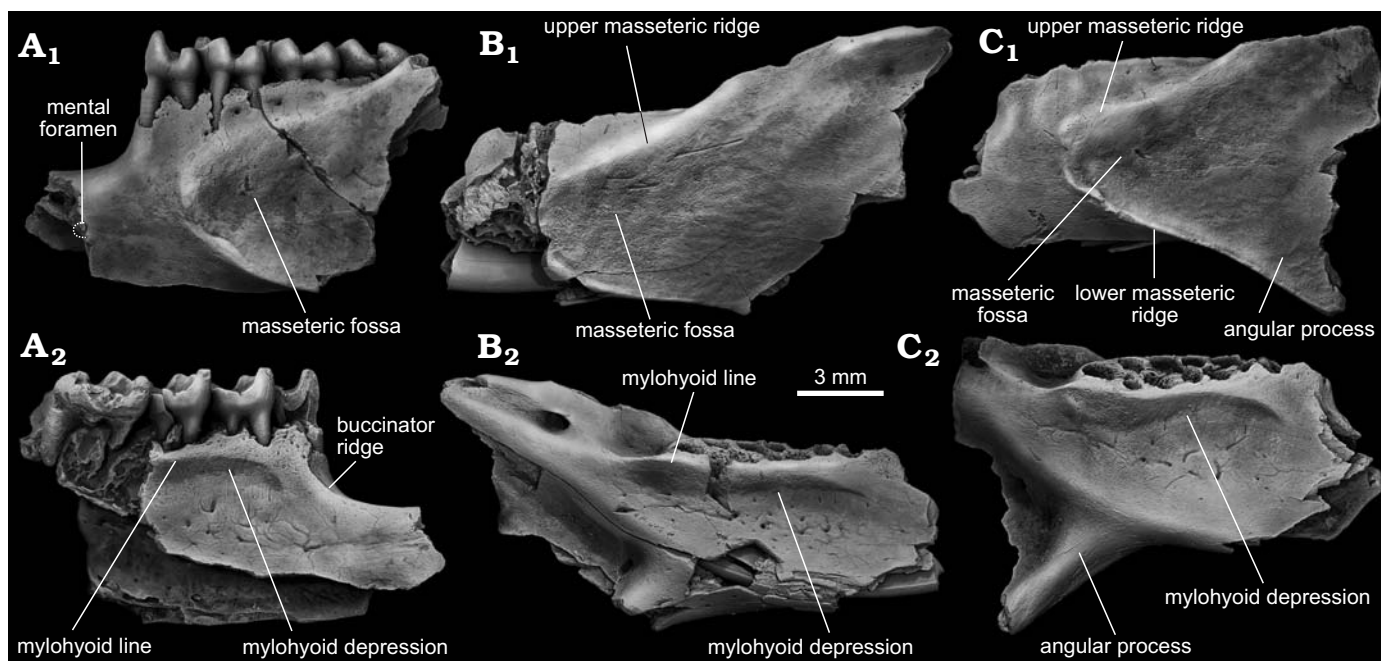 A1
B1
C1
upper masseteric ridge
upper masseteric ridge
mental
foramen
masseteric fossa
masseteric fossa
masseteric
fossa
lower masseteric
ridge
angular process
A2
B2
C2
mylohyoid line
3 mm
buccinator
ridge
mylohyoid depression
mylohyoid line
mylohyoid depression
mylohyoid depression
angular process